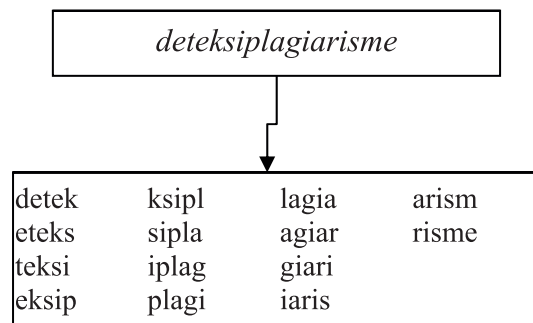 deteksiplagiarisme
detek ksipl lagia arism
eteks sipla agiar risme
teksi iplag giari
eksip plagi iaris